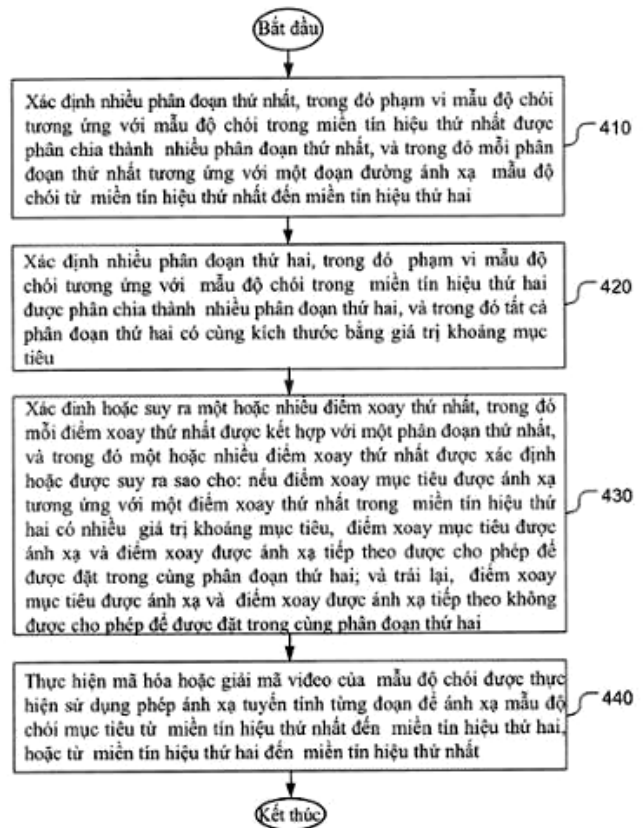 Bắt đầu
Xác định nhiều phân đoạn thứ nhất, trong đó phạm vi mẫu độ chói
tương ứng với mẫu độ chói trong miền tín hiệu thứ nhất được
phân chia thành nhiều phân đoạn thứ nhất, và trong đó mỗi phân
đoạn thứ nhất tương ứng với một đoạn đường ánh xạ mẫu độ
chói từ miền tín hiệu thứ nhất đến miền tín hiệu thứ hai
410
Xác định nhiều phân đoạn thứ hai, trong đó phạm vi mẫu độ
chói tương ứng với mẫu độ chói trong miền tín hiệu thứ hai
được phân chia thành nhiều phân đoạn thứ hai, và trong đó tất cả
phân đoạn thứ hai có cùng kích thước bằng giá trị khoảng mục
tiêu
420
Xác đinh hoặc suy ra một hoặc nhiều điểm xoay thứ nhất, trong đó
mỗi điểm xoay thứ nhất được kết hợp với một phân đoạn thứ nhất,
và trong đó một hoặc nhiều điểm xoay thứ nhất được xác định
hoặc được suy ra sao cho: nếu điểm xoay mục tiêu được ánh xạ
tương ứng với một điểm xoay thứ nhất trong miền tín hiệu thứ
hai có nhiều giá trị khoảng mục tiêu, điểm xoay mục tiêu được
ánh xạ và điểm xoay được ánh xạ tiếp theo được cho phép để
được đặt trong cùng phân đoạn thứ hai; và trái lại, điểm xoay
mục tiêu được ánh xạ và điểm xoay được ánh xạ tiếp theo không
được cho phép để được đặt trong cùng phân đoạn thứ hai
430
Thực hiện mã hóa hoặc giải mã video của mẫu độ chói được thực
hiện sử dụng phép ánh xạ tuyến tính từng đoạn để ánh xạ mẫu độ
chói mục tiêu từ miền tín hiệu thứ nhất đến miền tín hiệu thứ hai,
hoặc từ miền tín hiệu thứ hai đến miền tín hiệu thứ nhất
440
Kết thúc